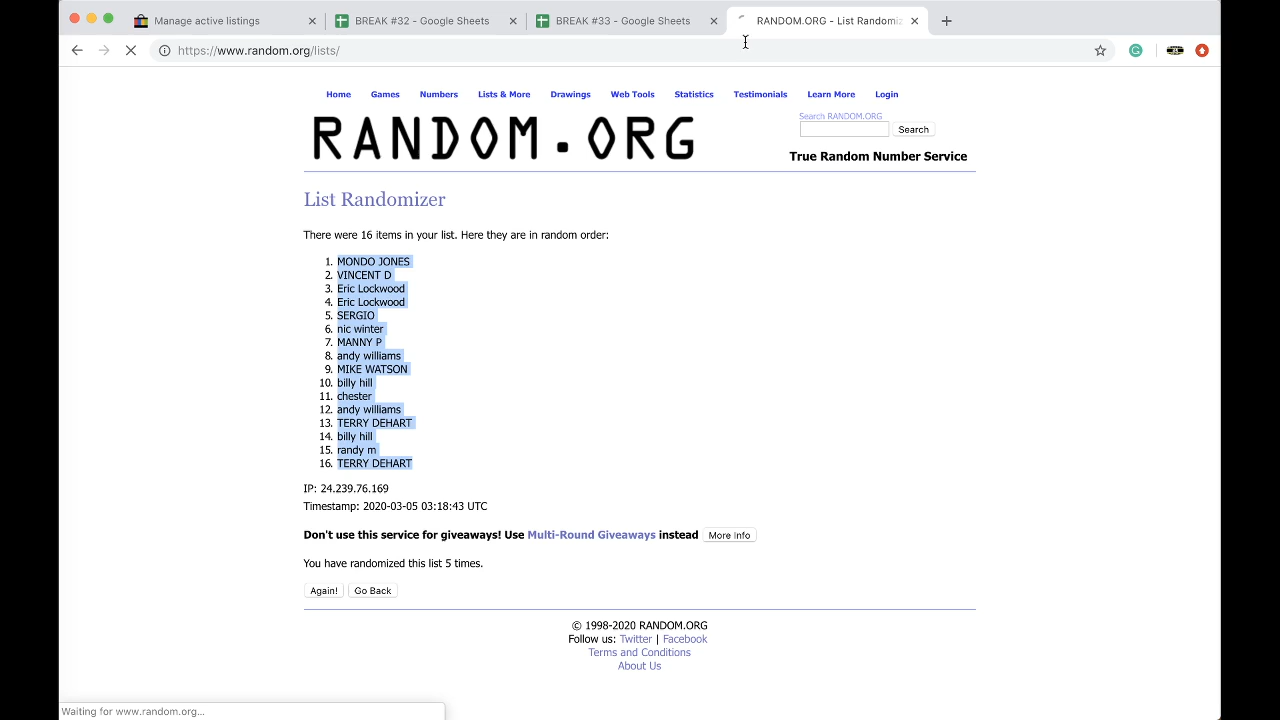 Manage active listings
BREAK #32 - Google Sheets
BREAK #33 - Google Sheets
RANDOM.ORG - List Randomiz
https://www.random.org/lists/
Home Games Numbers Lists & More Drawings Web Tools Statistics Testimonials Learn More Login
RANDOM.ORG
Search RANDOM.ORG
Search
True Random Number Service
List Randomizer
There were 16 items in your list. Here they are in random order:
1. MONDO JONES
2. VINCENT D
3. Eric Lockwood
4. Eric Lockwood
5. SERGIO
6. nic winter
7. MANNY P
8. andy williams
9. MIKE WATSON
10. billy hill
11. chester
12. andy williams
13. TERRY DEHART
14. billy hill
15. randy m
16. TERRY DEHART
IP: 24.239.76.169
Timestamp: 2020-03-05 03:18:43 UTC
Don't use this service for giveaways! Use Multi-Round Giveaways instead More Info
You have randomized this list 5 times.
Again! Go Back
© 1998-2020 RANDOM.ORG
Follow us: Twitter | Facebook
Terms and Conditions
About Us
Waiting for www.random.org...